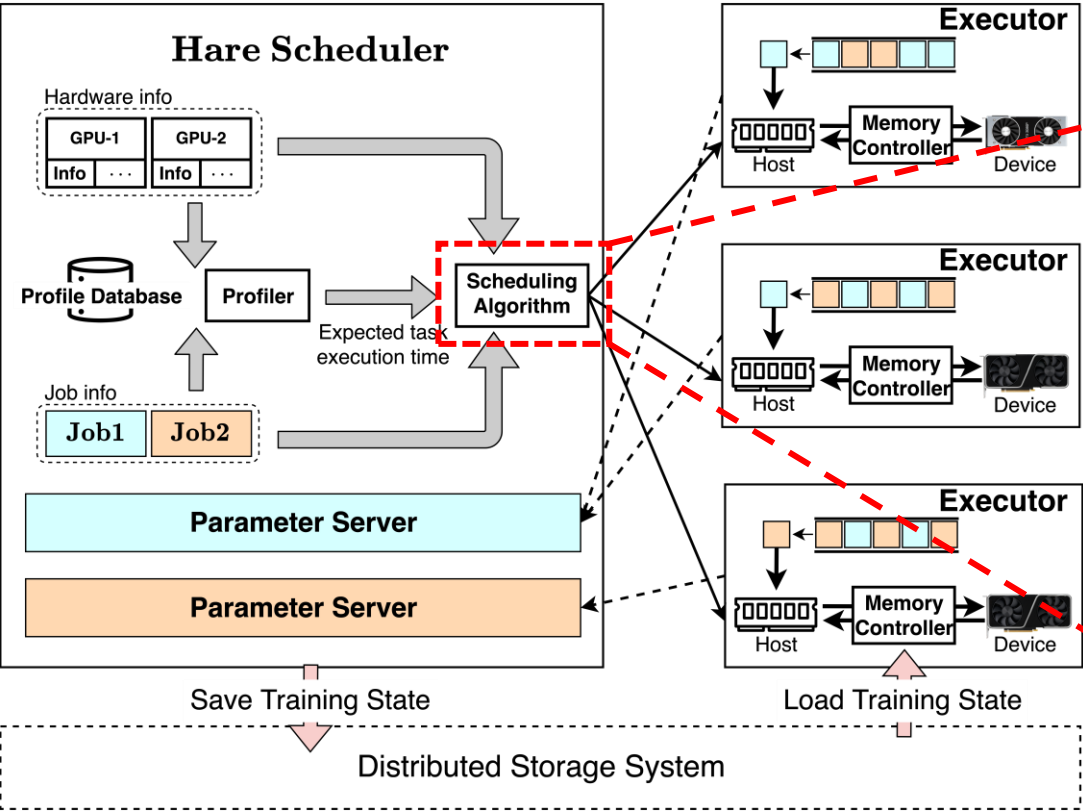 Hare Scheduler
Hardware info
GPU-1
GPU-2
Info
...
Info
...
Profile Database
Profiler
Expected task
execution time
Scheduling
Algorithm
Job info
Job1
Job2
Parameter Server
Parameter Server
Executor
Host
Memory
Controller
Device
Executor
Host
Memory
Controller
Device
Executor
Host
Memory
Controller
Device
Save Training State
Load Training State
Distributed Storage System